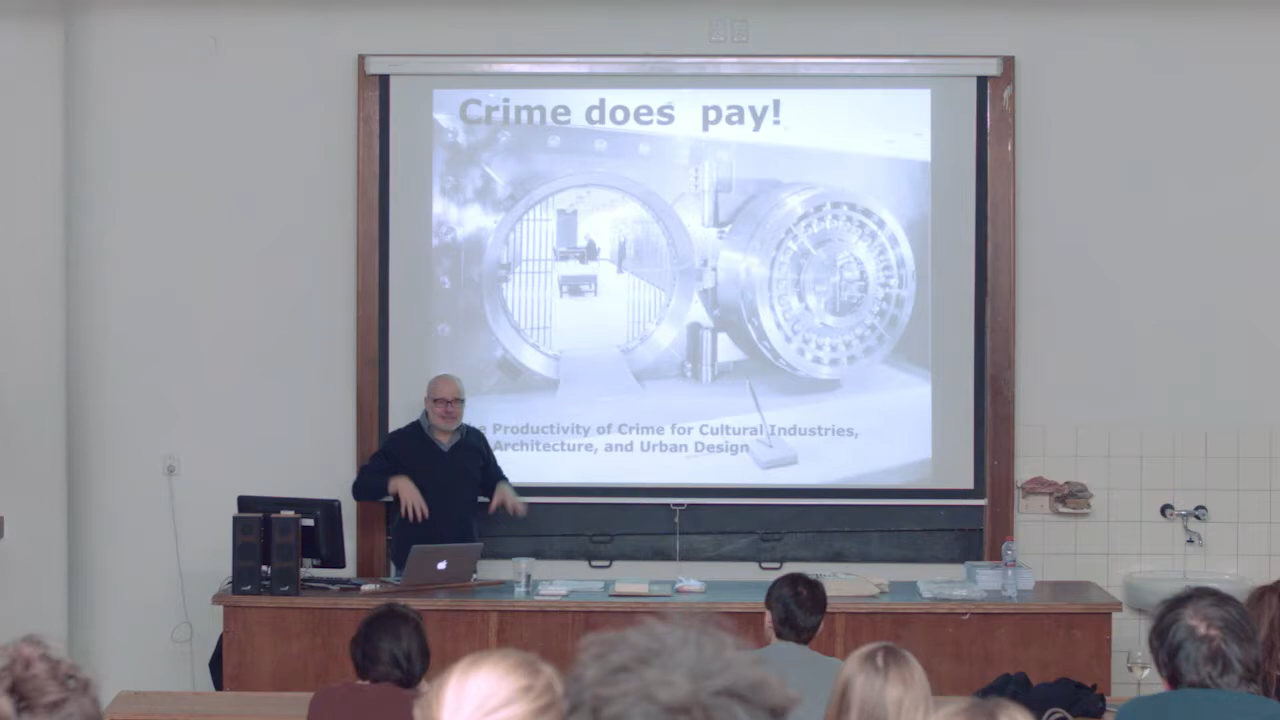 Crime does pay!
Productivity of Crime for Cultural Industries,
Architecture, and Urban Design